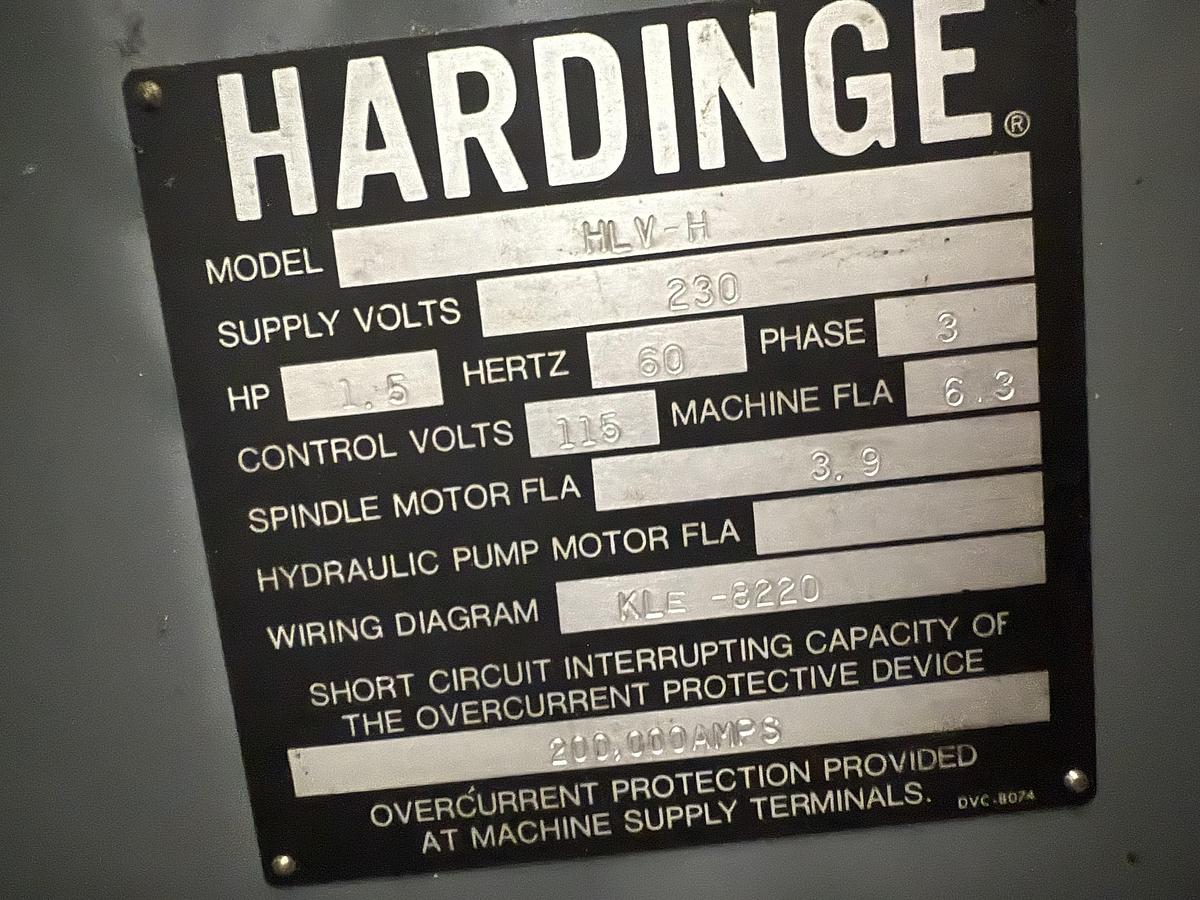 HARDINGE®
MODEL HLV-H
SUPPLY VOLTS 230
HP 1.5 HERTZ 60 PHASE 3
CONTROL VOLTS 115 MACHINE FLA 6.3
SPINDLE MOTOR FLA 3.9
HYDRAULIC PUMP MOTOR FLA
WIRING DIAGRAM KLE -8220
SHORT CIRCUIT INTERRUPTING CAPACITY OF
THE OVERCURRENT PROTECTIVE DEVICE
200,000AMPS
OVERCURRENT PROTECTION PROVIDED
AT MACHINE SUPPLY TERMINALS. DVC-8074